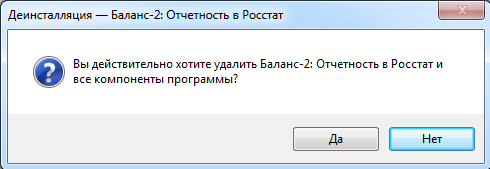 Деинсталляция — Баланс-2: Отчетность в Росстат
Вы действительно хотите удалить Баланс-2: Отчетность в Росстат и
все компоненты программы?
Да
Нет